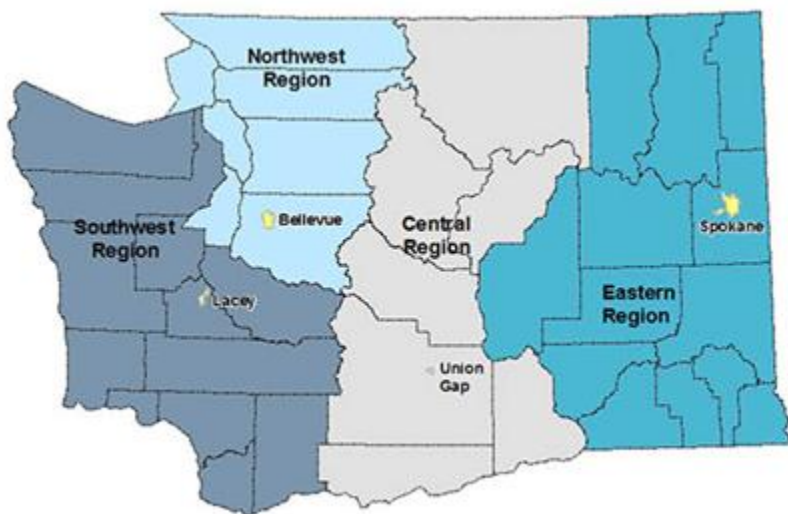 Northwest
Region
Bellevue
Southwest
Region
Central
Region
Spokane
Lacey
Eastern
Region
Union
Gap